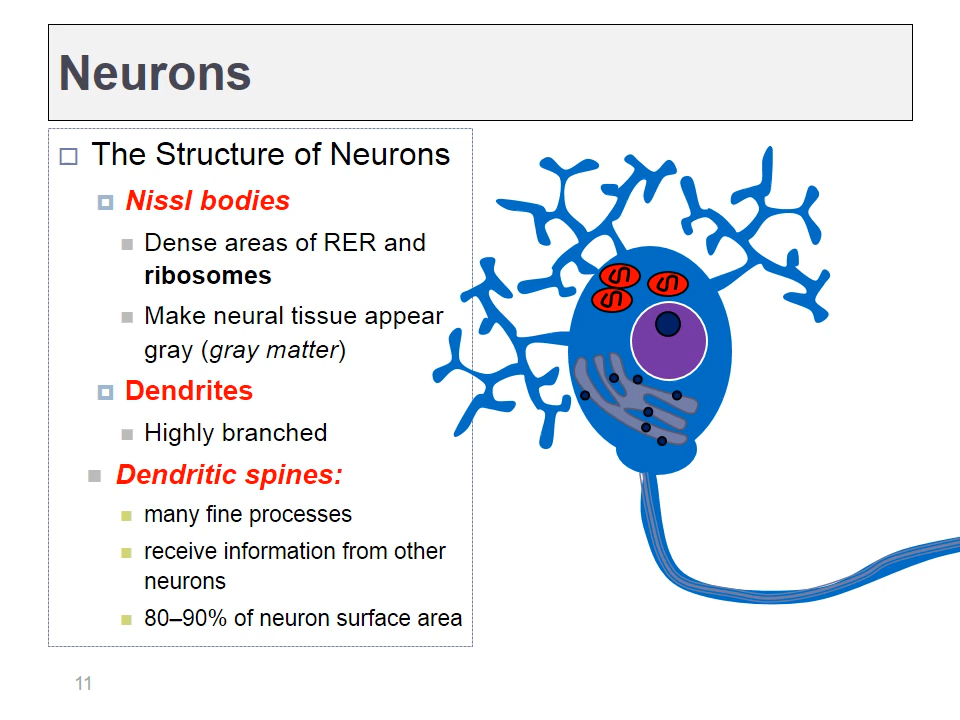 Neurons
The Structure of Neurons
Nissl bodies
Dense areas of RER and
ribosomes
Make neural tissue appear
gray (gray matter)
Dendrites
Highly branched
Dendritic spines:
many fine processes
receive information from other
neurons
80–90% of neuron surface area
11